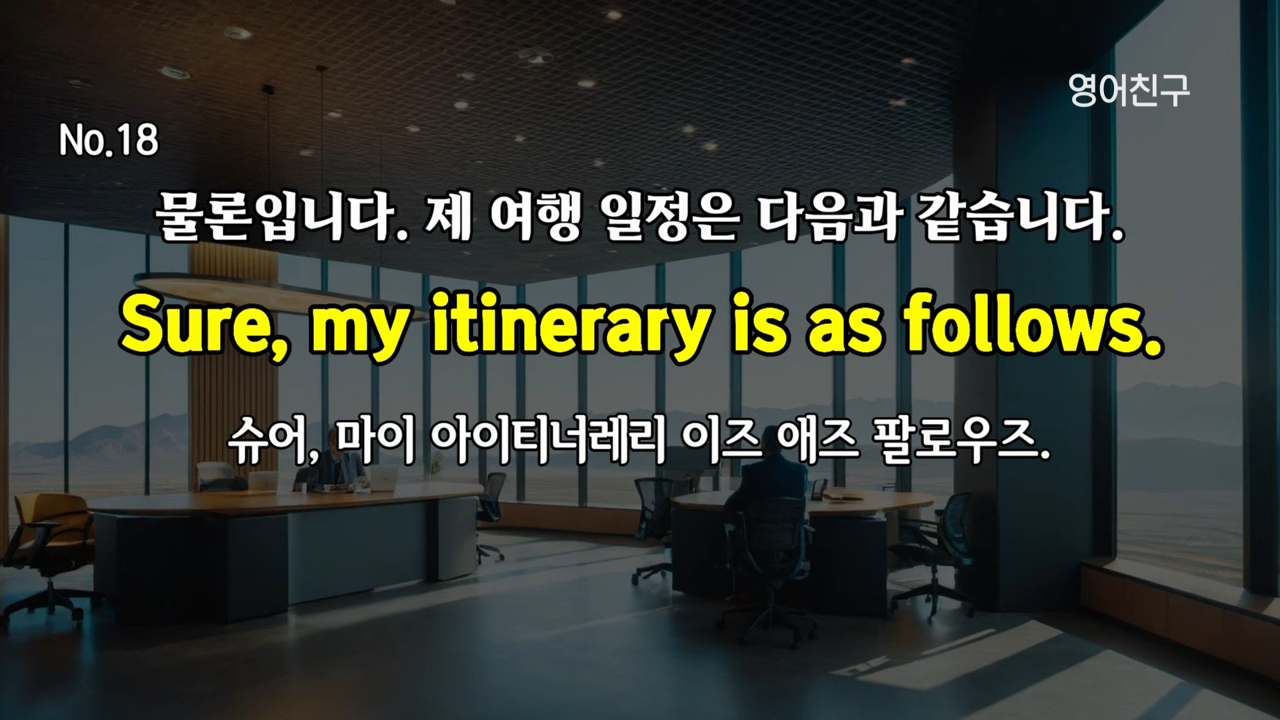 영어친구
No.18
물론입니다. 제 여행 일정은 다음과 같습니다.
Sure, my itinerary is as follows.
슈어, 마이 아이티너레리 이즈 애즈 팔로우즈.